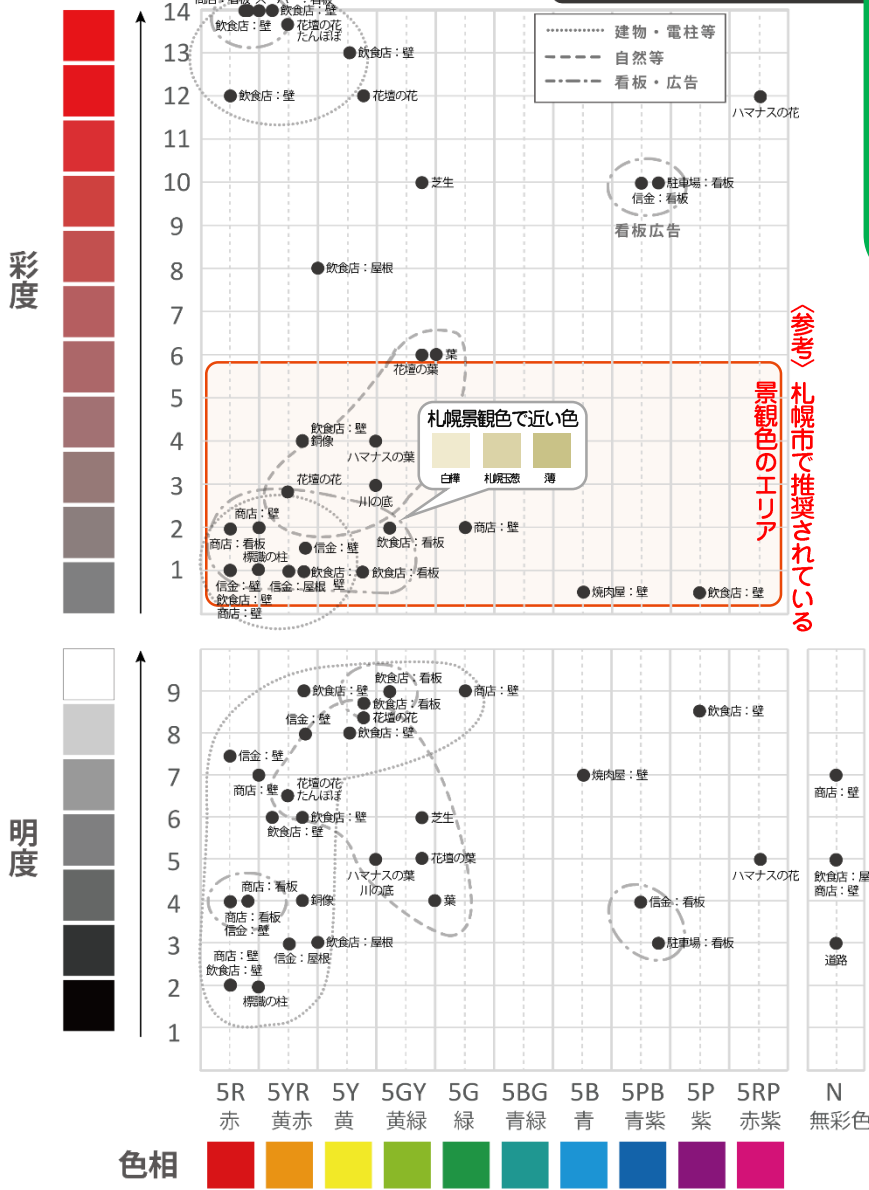 彩度
14
13
12
11
10
9
8
7
6
5
4
3
2
1
建物・電柱等
自然等
看板・広告
飲食店：壁
飲食店：壁
花壇の花
たんぽぽ
飲食店：壁
飲食店：壁
花壇の花
ハマナスの花
芝生
駐車場：看板
信金：看板
看板広告
飲食店：屋根
葉
花壇の葉
飲食店：壁
銅像
ハマナスの葉
花壇の花
川の底
札幌景観色で近い色
白樺
札幌玉葱
薄
商店：壁
商店：看板
標識の柱
信金：壁
飲食店：看板
商店：壁
信金：壁
飲食店：壁
商店：壁
信金：屋根
飲食店：壁
壁
飲食店：看板
焼肉屋：壁
飲食店：壁
〈参考〉札幌市で推奨されている
景観色のエリア
明度
9
8
7
6
5
4
3
2
1
飲食店：看板
飲食店：壁
商店：壁
飲食店：看板
花壇の花
信金：壁
飲食店：壁
飲食店：壁
信金：壁
商店：壁
花壇の花
たんぽぽ
焼肉屋：壁
商店：壁
飲食店：壁
飲食店：壁
芝生
ハマナスの葉
川の底
花壇の葉
ハマナスの花
飲食店：屋
商店：壁
商店：看板
商店：看板
信金：壁
銅像
葉
信金：看板
商店：壁
飲食店：壁
信金：屋根
飲食店：屋根
駐車場：看板
道路
標識の柱
5R 5YR 5Y 5GY 5G 5BG 5B 5PB 5P 5RP N
赤 黄赤 黄 黄緑 緑 青緑 青 青紫 紫 赤紫 無彩色
色相